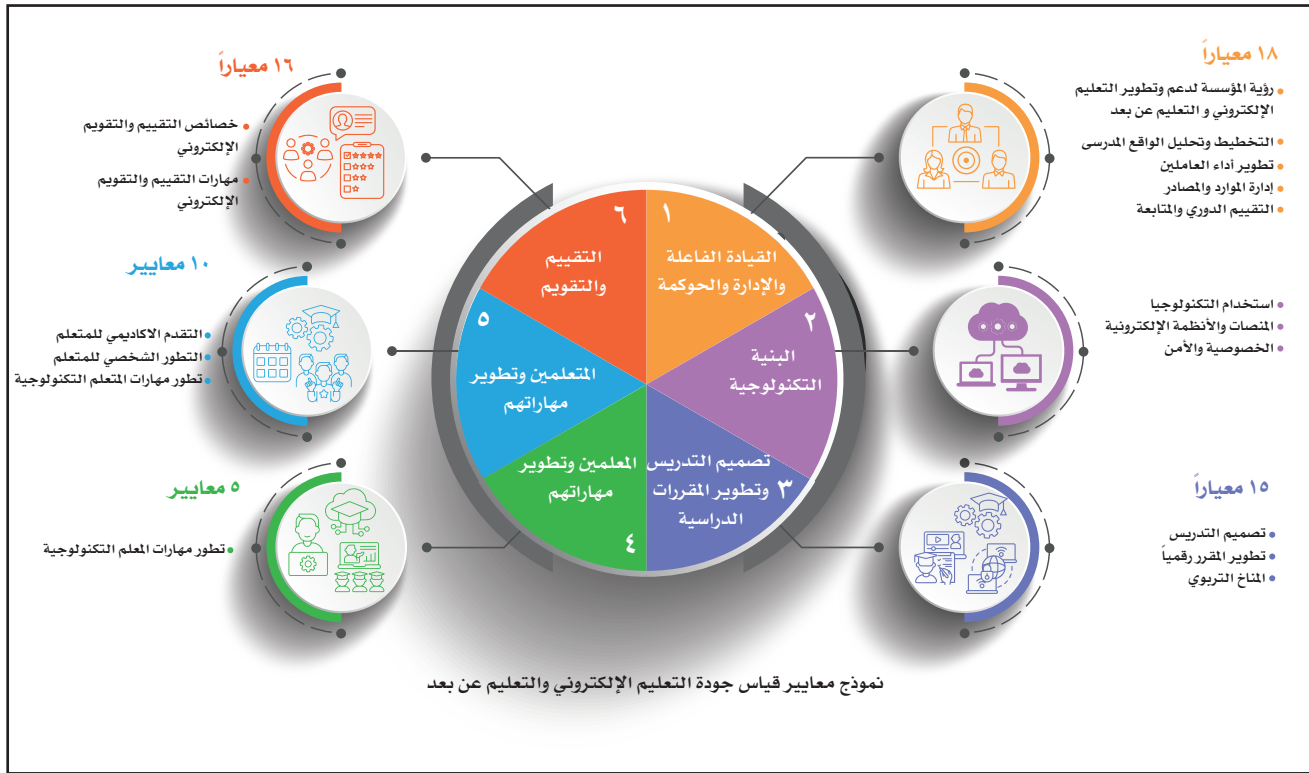 ١٨ معياراً
رؤية المؤسسة لدعم وتطوير التعليم
الإلكتروني و التعليم عن بعد
التخطيط وتحليل الواقع المدرسى
تطوير أداء العاملين
إدارة الموارد والمصادر
التقييم الدوري والمتابعة
استخدام التكنولوجيا
المنصات والأنظمة الإلكترونية
الخصوصية والأمن
١٥ معياراً
تصميم التدريس
تطوير المقرر رقمياً
المناخ التربوي
١
القيادة الفاعلة
والإدارة والحوكمة
٢
البنية
التكنولوجية
٣
تصميم التدريس
وتطوير المقررات
الدراسية
المعلمين وتطوير
مهاراتهم
٤
٥
المتعلمين وتطوير
مهاراتهم
٦
التقييم
والتقويم
١٦ معياراً
خصائص التقييم والتقويم
الإلكتروني
مهارات التقييم والتقويم
الإلكتروني
١٠ معايير
التقدم الاكاديمي للمتعلم
التطور الشخصي للمتعلم
تطور مهارات المتعلم التكنولوجية
٥ معايير
تطور مهارات المعلم التكنولوجية
نموذج معايير قياس جودة التعليم الإلكتروني والتعليم عن بعد